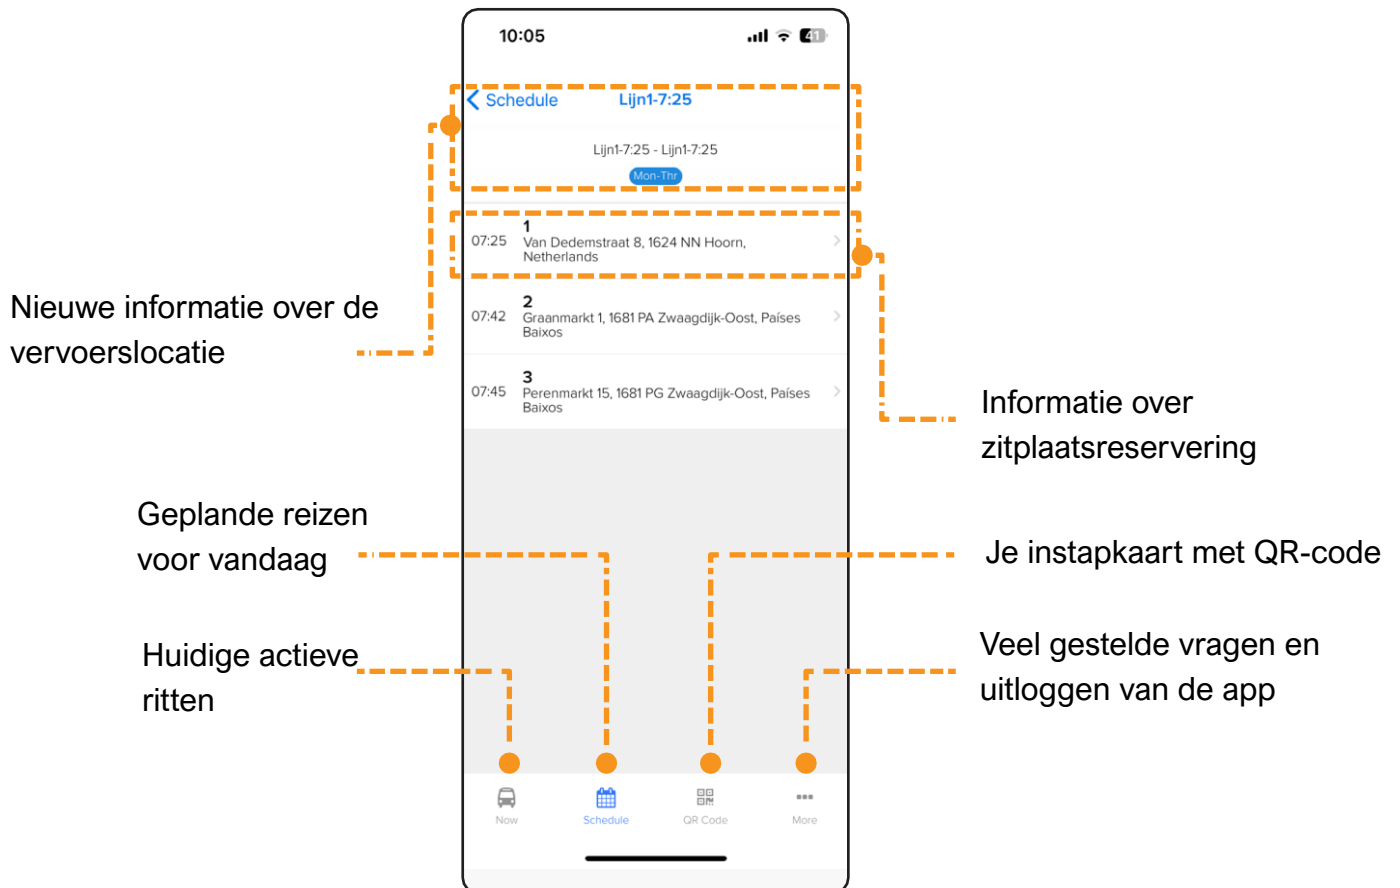 10:05
41
Schedule
Lijn1-7:25
Lijn1-7:25 - Lijn1-7:25
Mon-Thr
07:25
1
Van Dedemstraat 8, 1624 NN Hoorn,
Netherlands
07:42
2
Graanmarkt 1, 1681 PA Zwaagdijk-Oost, Países
Baixos
07:45
3
Perenmarkt 15, 1681 PG Zwaagdijk-Oost, Países
Baixos
Nieuwe informatie over de
vervoerslocatie
Informatie over
zitplaatsreservering
Geplande reizen
voor vandaag
Je instapkaart met QR-code
Huidige actieve
ritten
Veel gestelde vragen en
uitloggen van de app
Now
Schedule
QR Code
More